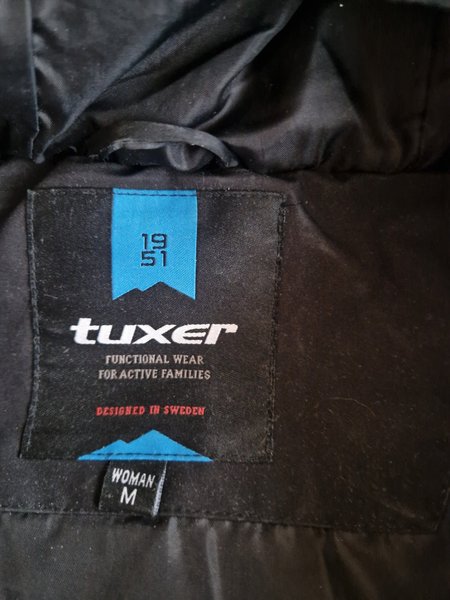 19
51
tuxer
FUNCTIONAL WEAR
FOR ACTIVE FAMILIES
DESIGNED IN SWEDEN
WOMAN
M